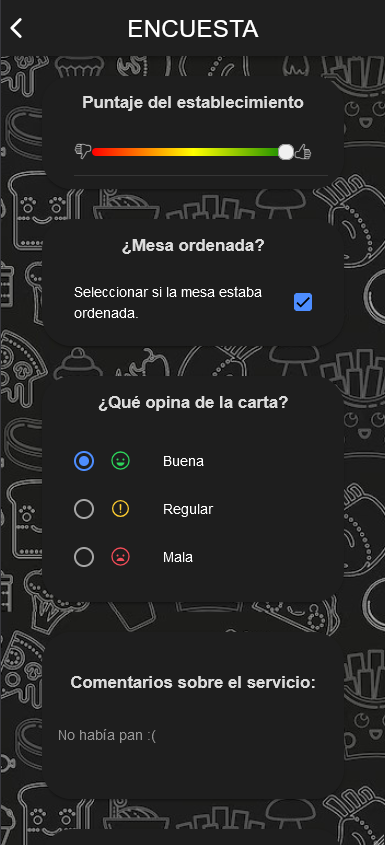 ENCUESTA
Puntaje del establecimiento
¿Mesa ordenada?
Seleccionar si la mesa estaba
ordenada.
¿Qué opina de la carta?
Buena
Regular
Mala
Comentarios sobre el servicio:
No había pan :(